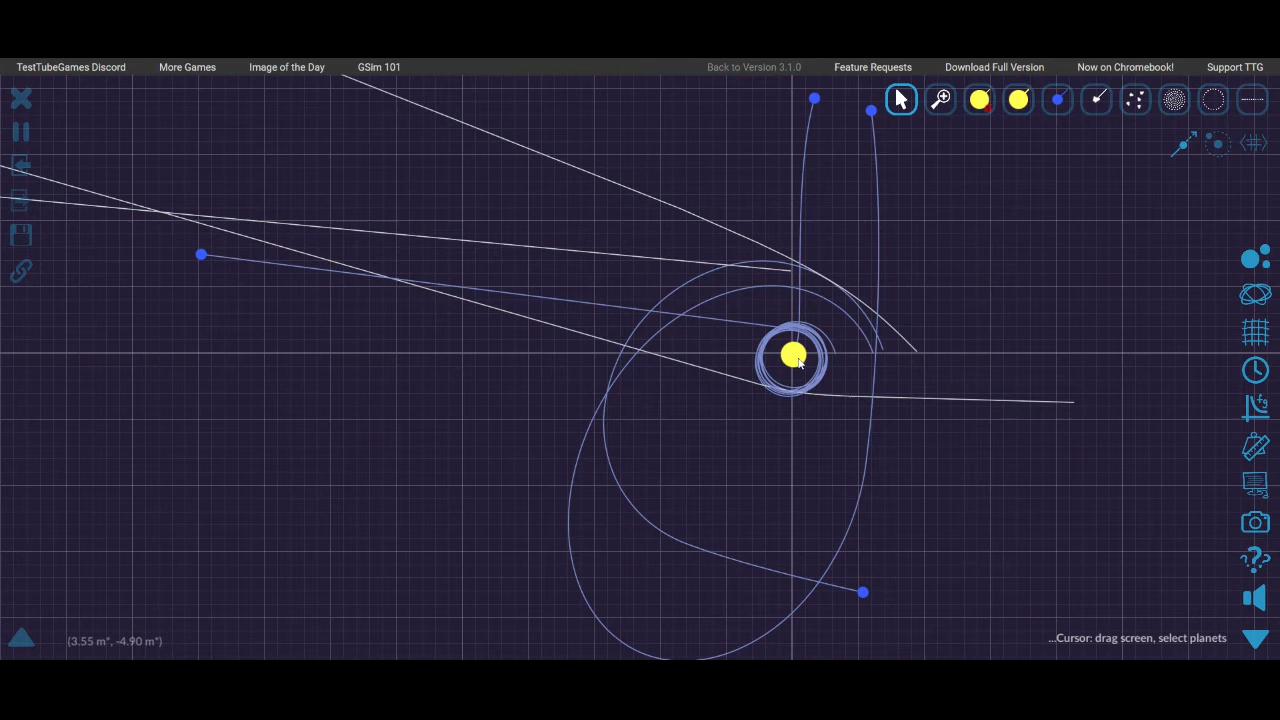 TestTubeGames Discord More Games Image of the Day GSim 101 Back to Version 3.1.0 Feature Requests Download Full Version Now on Chromebook! Support TTG
(3.55 m*, -4.90 m*) ...Cursor: drag screen, select planets